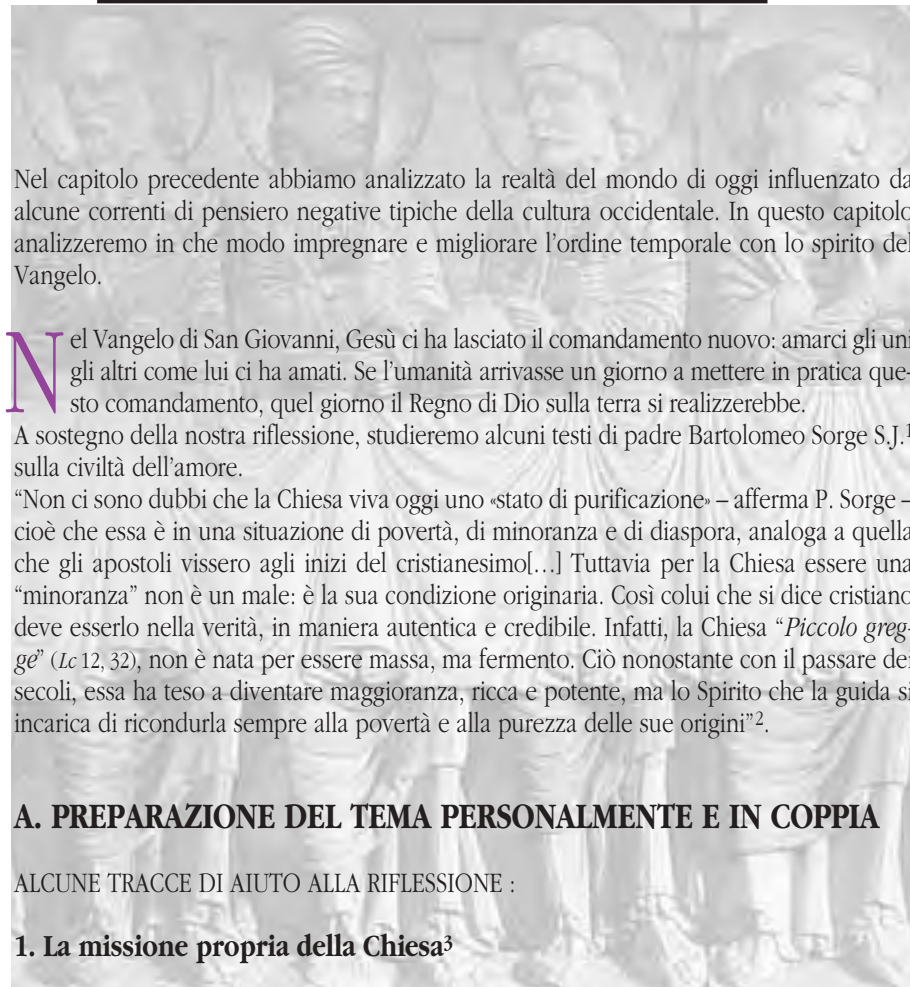 Nel capitolo precedente abbiamo analizzato la realtà del mondo di oggi influenzato da
alcune correnti di pensiero negative tipiche della cultura occidentale. In questo capitolo
analizzeremo in che modo impregnare e migliorare l'ordine temporale con lo spirito del
Vangelo.
Nel Vangelo di San Giovanni, Gesù ci ha lasciato il comandamento nuovo: amarci gli uni
gli altri come lui ci ha amati. Se l'umanità arrivasse un giorno a mettere in pratica que-
sto comandamento, quel giorno il Regno di Dio sulla terra si realizzerebbe.
A sostegno della nostra riflessione, studieremo alcuni testi di padre Bartolomeo Sorge S.J.1
sulla civiltà dell'amore.
“Non ci sono dubbi che la Chiesa viva oggi uno «stato di purificazione» – afferma P. Sorge –
cioè che essa è in una situazione di povertà, di minoranza e di diaspora, analoga a quella
che gli apostoli vissero agli inizi del cristianesimo[…] Tuttavia per la Chiesa essere una
“minoranza” non è un male: è la sua condizione originaria. Così colui che si dice cristiano
deve esserlo nella verità, in maniera autentica e credibile. Infatti, la Chiesa “Piccolo greg-
ge” (Lc 12, 32), non è nata per essere massa, ma fermento. Ciò nonostante con il passare dei
secoli, essa ha teso a diventare maggioranza, ricca e potente, ma lo Spirito che la guida si
incarica di ricondurla sempre alla povertà e alla purezza delle sue origini”2.
A. PREPARAZIONE DEL TEMA PERSONALMENTE E IN COPPIA
ALCUNE TRACCE DI AIUTO ALLA RIFLESSIONE :
1. La missione propria della Chiesa3